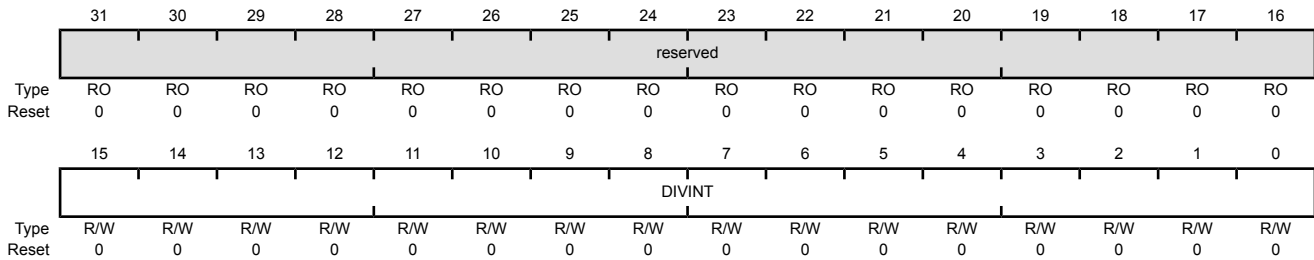 31 30 29 28 27 26 25 24 23 22 21 20 19 18 17 16
reserved
Type RO RO RO RO RO RO RO RO RO RO RO RO RO RO RO RO
Reset 0 0 0 0 0 0 0 0 0 0 0 0 0 0 0 0
15 14 13 12 11 10 9 8 7 6 5 4 3 2 1 0
DIVINT
Type R/W R/W R/W R/W R/W R/W R/W R/W R/W R/W R/W R/W R/W R/W R/W R/W
Reset 0 0 0 0 0 0 0 0 0 0 0 0 0 0 0 0